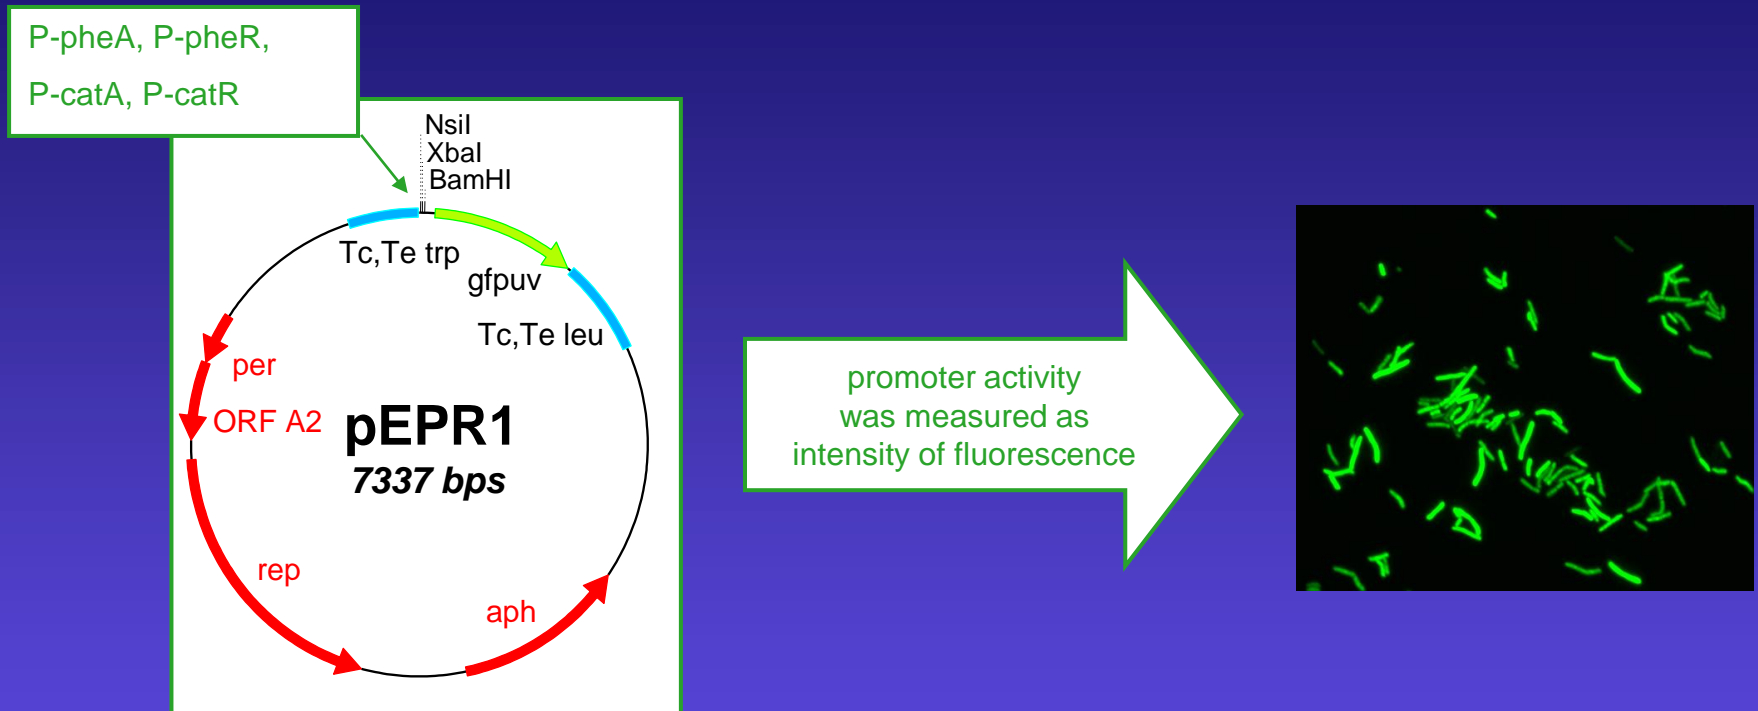 P-pheA, P-pheR,
P-catA, P-catR
NsiI
XbaI
BamHI
Tc,Te trp
gfpuv
Tc,Te leu
per
ORF A2
pEPR1
7337 bps
rep
aph
promoter activity
was measured as
intensity of fluorescence